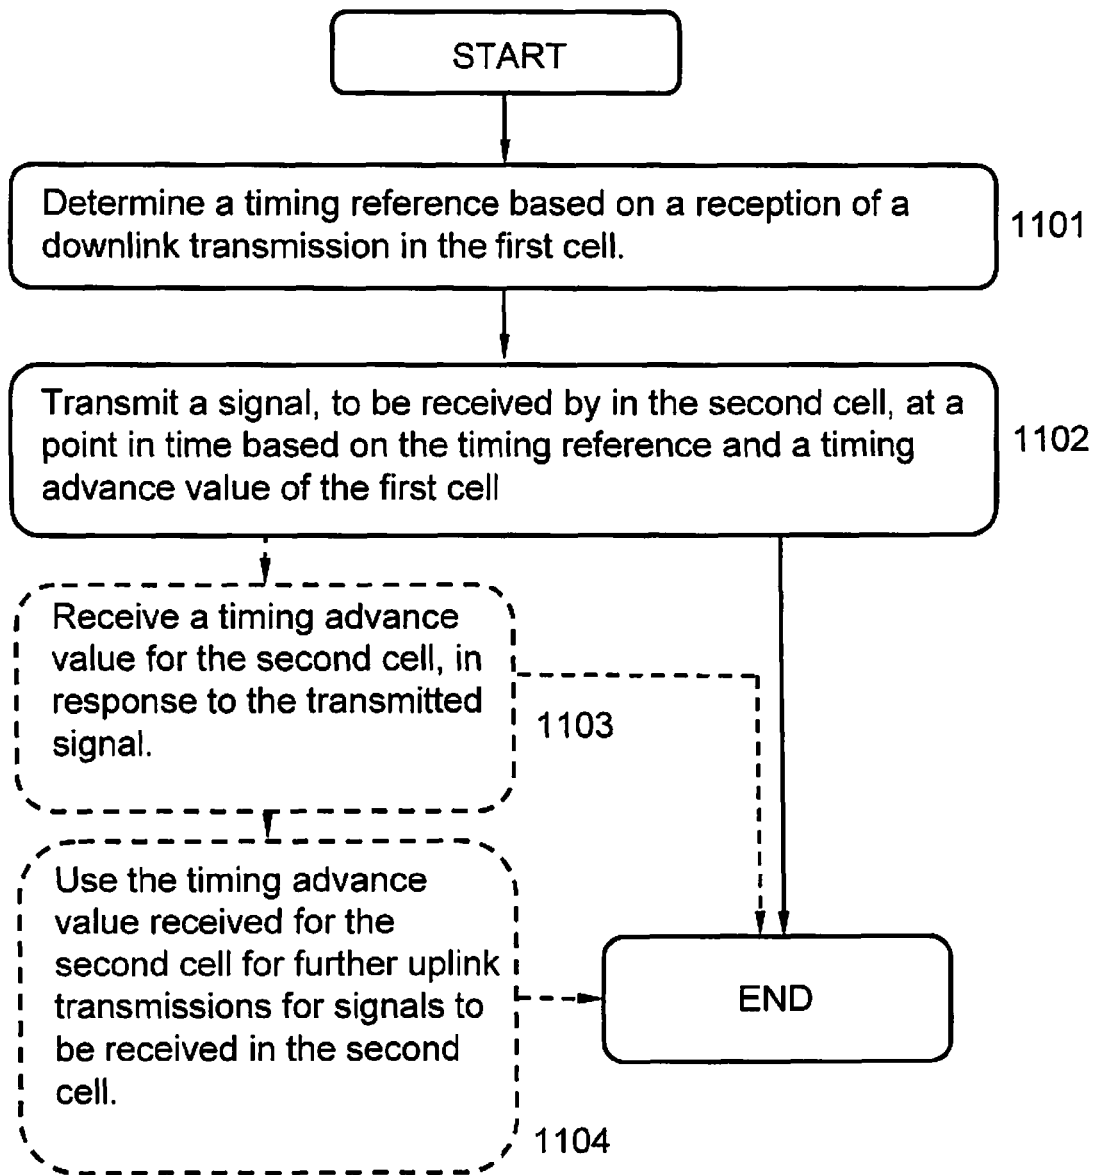 START
Determine a timing reference based on a reception of a
downlink transmission in the first cell.
1101
Transmit a signal, to be received by in the second cell, at a
point in time based on the timing reference and a timing
advance value of the first cell
1102
Receive a timing advance
value for the second cell, in
response to the transmitted
signal.
1103
Use the timing advance
value received for the
second cell for further uplink
transmissions for signals to
be received in the second
cell.
1104
END